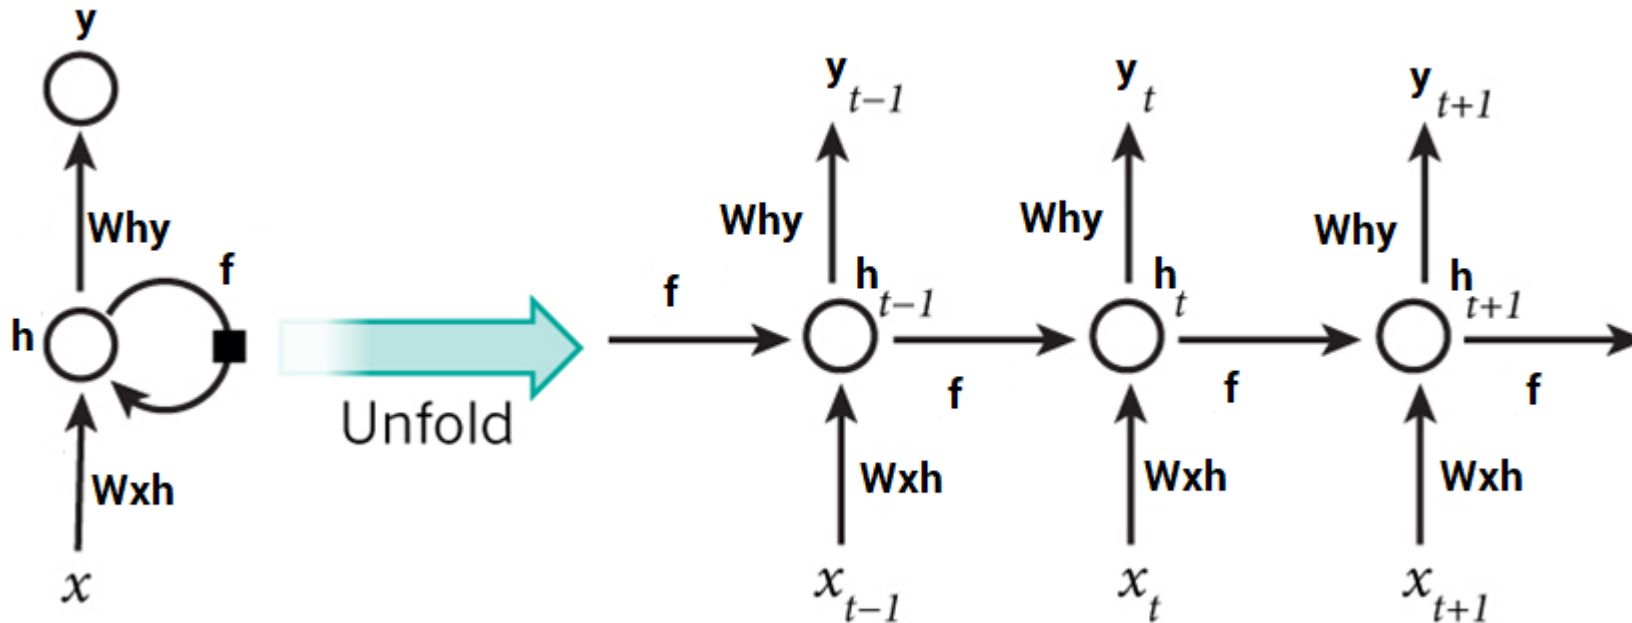 y
Why
f
h
Wxh
x
Unfold
y t−1
y t
y t+1
Why
Why
Why
f
h t−1
h t
h t+1
f
f
f
Wxh
Wxh
Wxh
x t−1
x t
x t+1